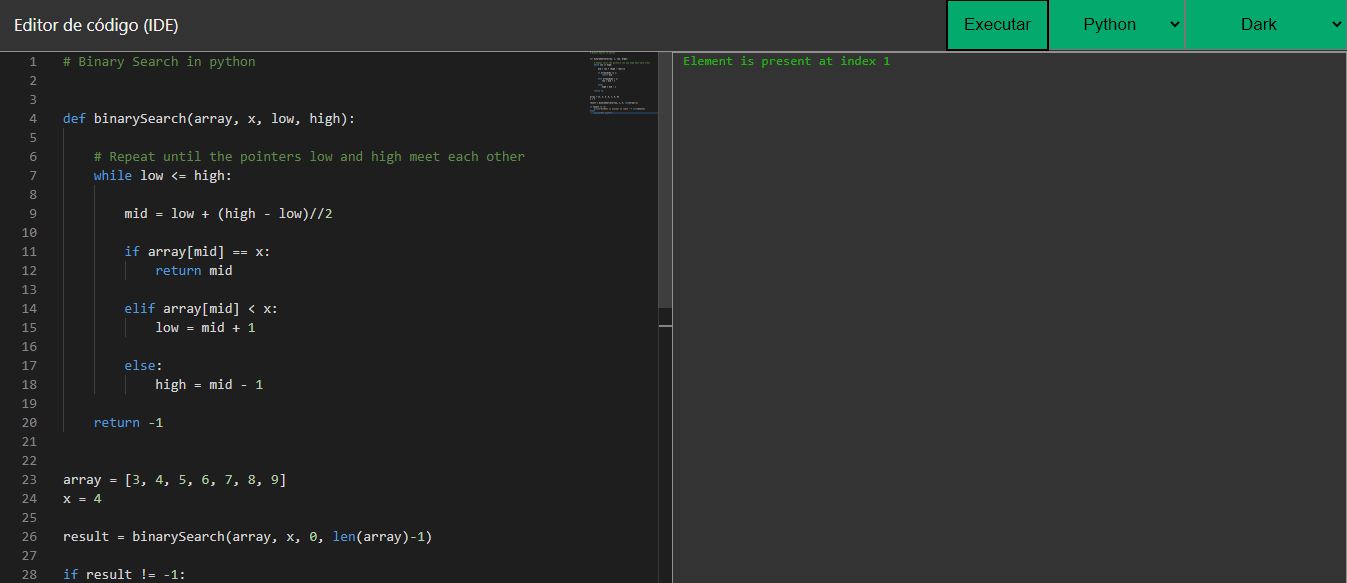 Editor de código (IDE)
Executar
Python
Dark
1 # Binary Search in python
2
3
4 def binarySearch(array, x, low, high):
5
6     # Repeat until the pointers low and high meet each other
7     while low <= high:
8
9         mid = low + (high - low)//2
10
11         if array[mid] == x:
12             return mid
13
14         elif array[mid] < x:
15             low = mid + 1
16
17         else:
18             high = mid - 1
19
20     return -1
21
22
23 array = [3, 4, 5, 6, 7, 8, 9]
24 x = 4
25
26 result = binarySearch(array, x, 0, len(array)-1)
27
28 if result != -1:
Element is present at index 1